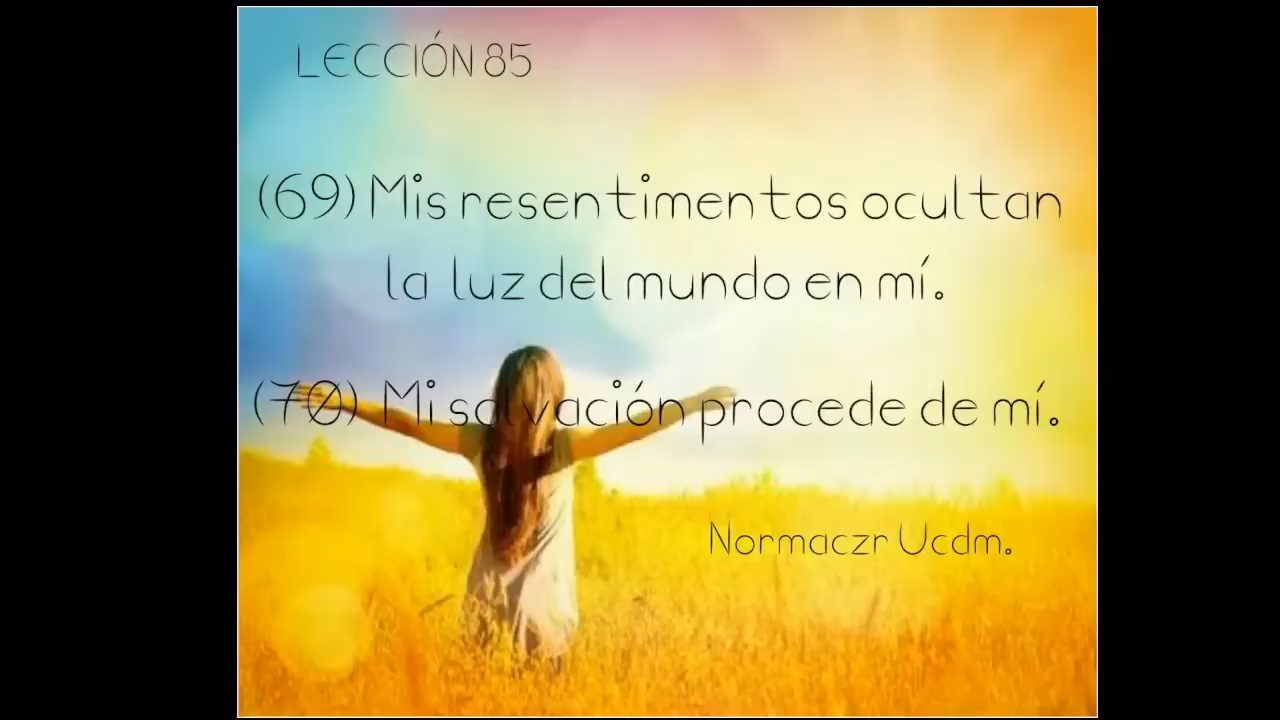 LECCIÓN 85
(69) Mis resentimentos ocultan
la luz del mundo en mí.
(70) Mi salvación procede de mí.
Normaczr Ucdm.